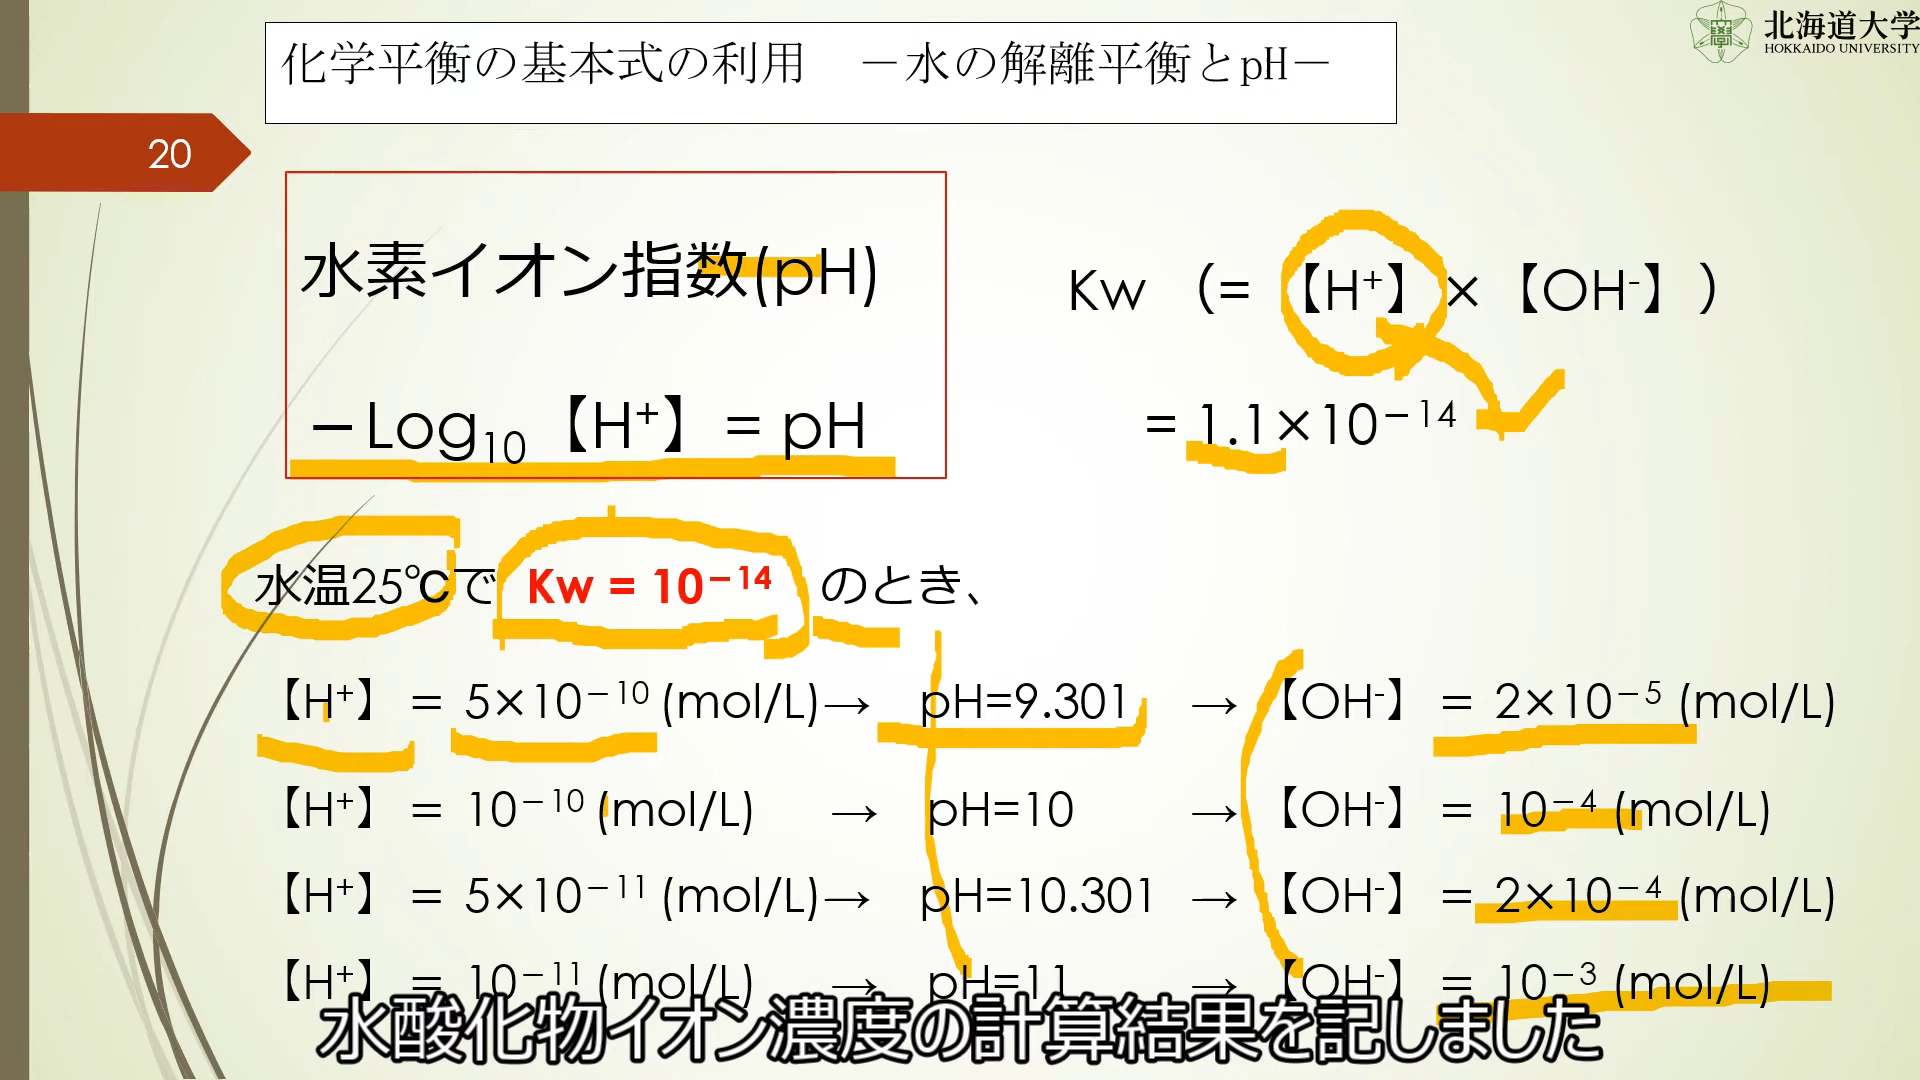 化学平衡の基本式の利用　－水の解離平衡とpH－
北海道大学
HOKKAIDO UNIVERSITY
20
水素イオン指数(pH)
－Log₁₀【H⁺】= pH
Kw （=【H⁺】×【OH⁻】）
= 1.1×10⁻¹⁴
水温25℃で Kw = 10⁻¹⁴ のとき、
【H⁺】＝ 5×10⁻¹⁰ (mol/L)→ pH=9.301 →【OH⁻】＝ 2×10⁻⁵ (mol/L)
【H⁺】＝ 10⁻¹⁰ (mol/L) → pH=10 →【OH⁻】＝ 10⁻⁴ (mol/L)
【H⁺】＝ 5×10⁻¹¹ (mol/L)→ pH=10.301 →【OH⁻】＝ 2×10⁻⁴ (mol/L)
【H⁺】＝ 10⁻¹¹ (mol/L) → pH=11 →【OH⁻】＝ 10⁻³ (mol/L)
水酸化物イオン濃度の計算結果を記しました